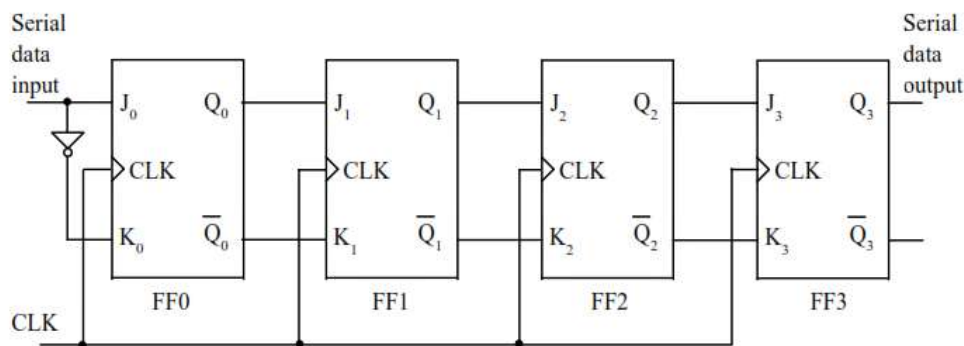 Serial
data
input
Serial
data
output
J₀ Q₀ J₁ Q₁ J₂ Q₂ J₃ Q₃
CLK CLK CLK CLK
K₀ Q̅₀ K₁ Q̅₁ K₂ Q̅₂ K₃ Q̅₃
FF0 FF1 FF2 FF3
CLK